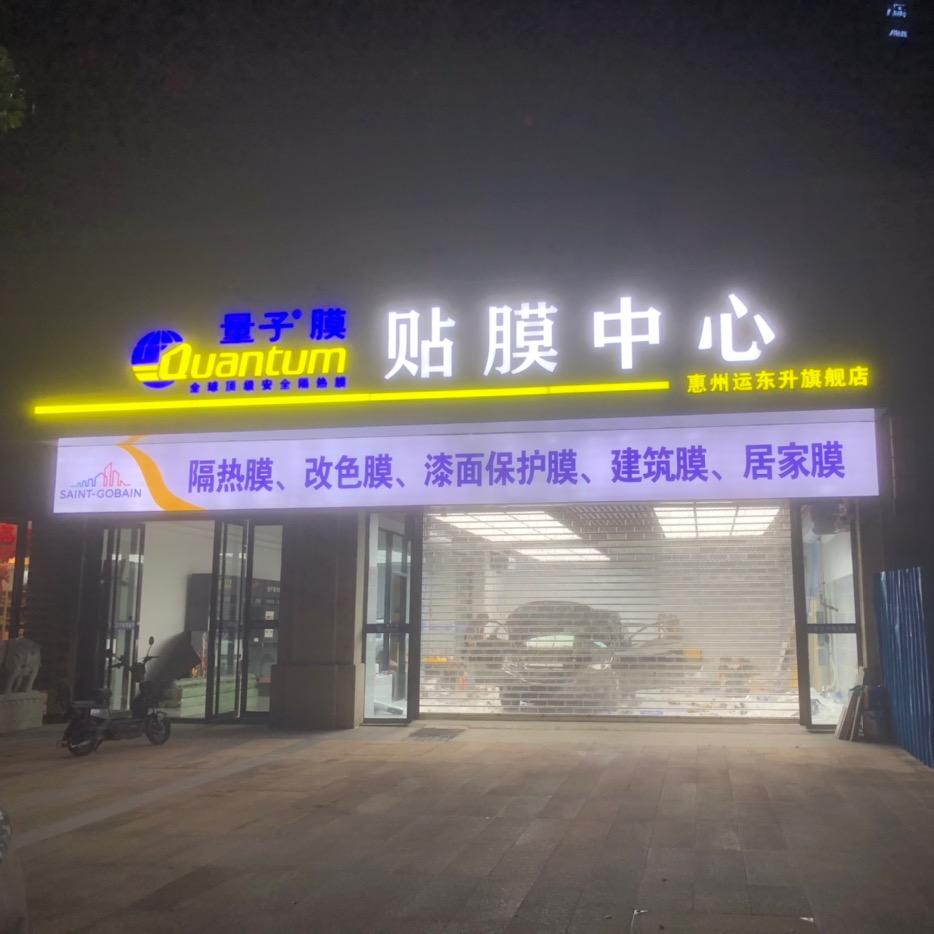 量子®膜
Quantum
全球顶级安全隔热膜
贴膜中心
惠州运东升旗舰店
SAINT-GOBAIN
隔热膜、改色膜、漆面保护膜、建筑膜、居家膜